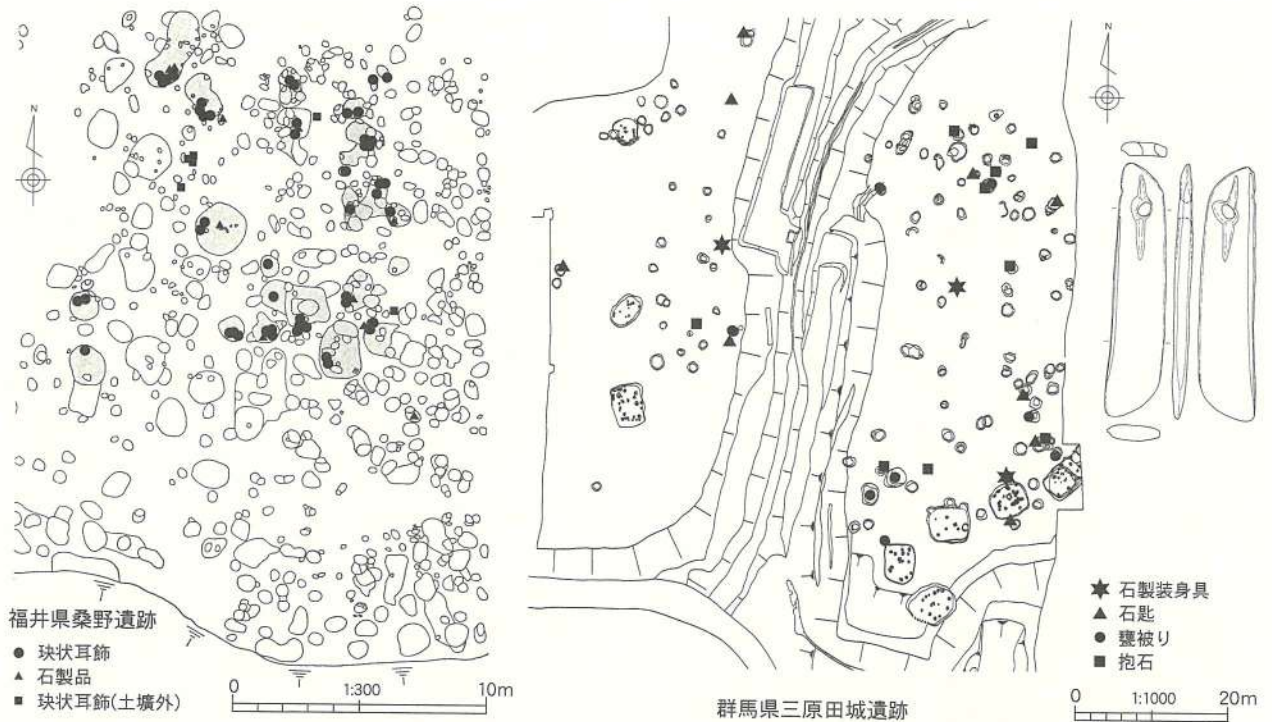 N
N
福井県桑野遺跡
● 玦状耳飾
▲ 石製品
■ 玦状耳飾(土壙外)
0 1:300 10m
群馬県三原田城遺跡
★ 石製装身具
▲ 石匙
● 甕被り
■ 抱石
0 1:1000 20m